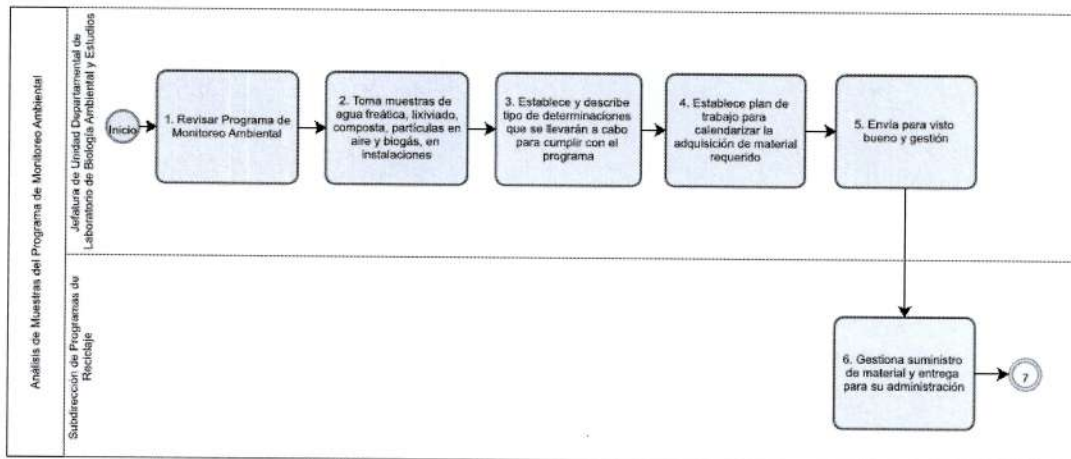 Análisis de Muestras del Programa de Monitoreo Ambiental
Jefatura de Unidad Departamental de
Laboratorio de Biología Ambiental y Estudios
Inicio
1. Revisar Programa de
Monitoreo Ambiental
2. Toma muestras de
agua freática, lixiviado,
composta, partículas en
aire y biogás, en
instalaciones
3. Establece y describe
tipo de determinaciones
que se llevarán a cabo
para cumplir con el
programa
4. Establece plan de
trabajo para
calendarizar la
adquisición de material
requerido
5. Envía para visto
bueno y gestión
Subdirección de Programas de
Reciclaje
6. Gestiona suministro
de material y entrega
para su administración
7